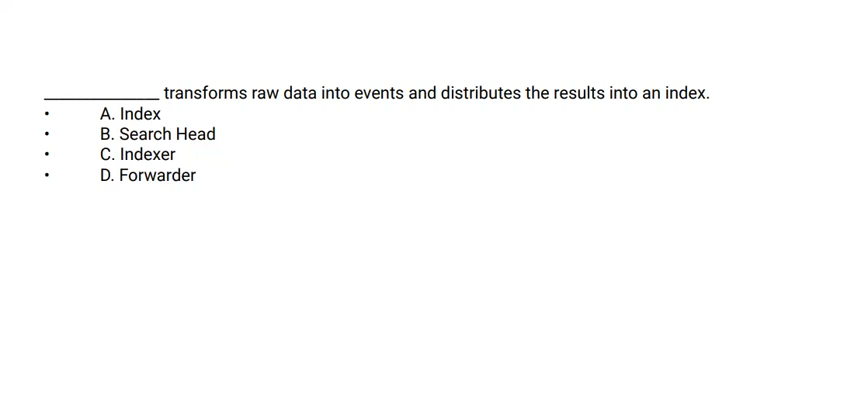 _____________ transforms raw data into events and distributes the results into an index.
• A. Index
• B. Search Head
• C. Indexer
• D. Forwarder